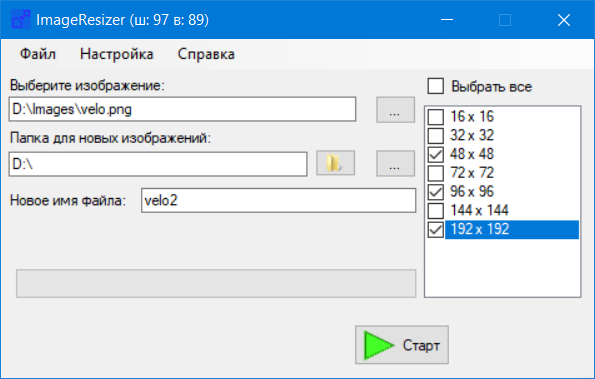 ImageResizer (ш: 97 в: 89)
Файл Настройка Справка
Выберите изображение:
D:\Images\velo.png
...
Папка для новых изображений:
D:\
...
Новое имя файла: velo2
Выбрать все
16 x 16
32 x 32
48 x 48
72 x 72
96 x 96
144 x 144
192 x 192
Старт